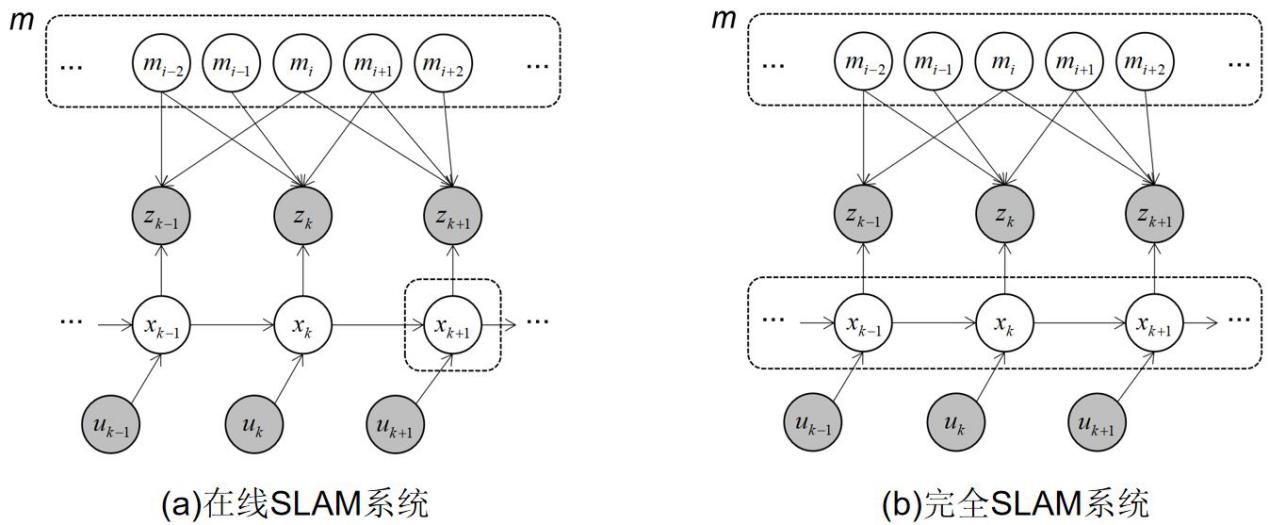 m
... m_{i-2} m_{i-1} m_i m_{i+1} m_{i+2} ...
z_{k-1} z_k z_{k+1}
... x_{k-1} x_k x_{k+1} ...
u_{k-1} u_k u_{k+1}
(a)在线SLAM系统
m
... m_{i-2} m_{i-1} m_i m_{i+1} m_{i+2} ...
z_{k-1} z_k z_{k+1}
... x_{k-1} x_k x_{k+1} ...
u_{k-1} u_k u_{k+1}
(b)完全SLAM系统